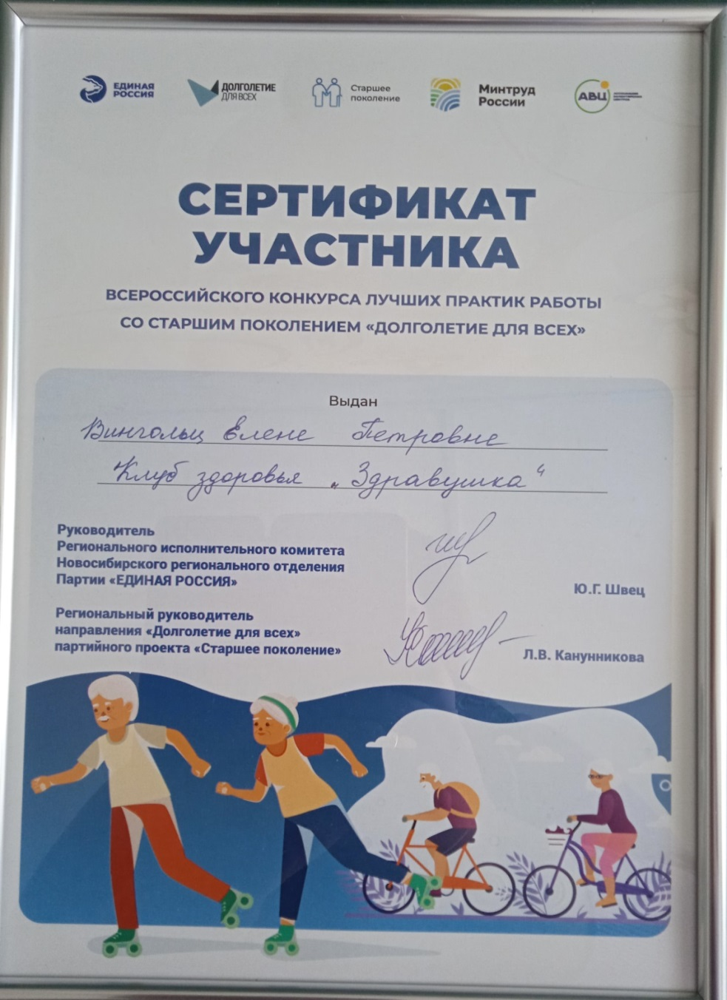 ЕДИНАЯ
РОССИЯ
ДОЛГОЛЕТИЕ
ДЛЯ ВСЕХ
Старшее
поколение
Минтруд
России
АВЦ
СЕРТИФИКАТ
УЧАСТНИКА
ВСЕРОССИЙСКОГО КОНКУРСА ЛУЧШИХ ПРАКТИК РАБОТЫ
СО СТАРШИМ ПОКОЛЕНИЕМ «ДОЛГОЛЕТИЕ ДЛЯ ВСЕХ»
Выдан
Вингольц Елене Петровне
Клуб здоровья „Здравушка“
Руководитель
Регионального исполнительного комитета
Новосибирского регионального отделения
Партии «ЕДИНАЯ РОССИЯ»
Ю.Г. Швец
Региональный руководитель
направления «Долголетие для всех»
партийного проекта «Старшее поколение»
Л.В. Канунникова